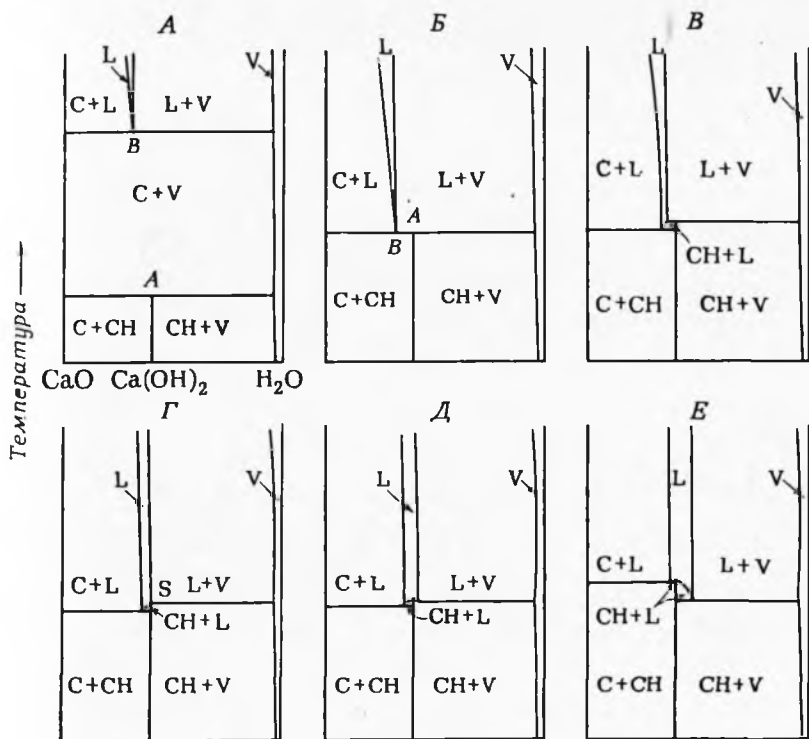 А
L
V
C+L
L+V
B
C+V
A
C+CH
CH+V
CaO
Ca(OH)₂
H₂O
Б
L
V
C+L
L+V
A
B
C+CH
CH+V
В
L
V
C+L
L+V
CH+L
C+CH
CH+V
Температура
Г
L
V
C+L
S
L+V
CH+L
C+CH
CH+V
Д
L
V
C+L
L+V
CH+L
C+CH
CH+V
Е
L
V
C+L
L+V
CH+L
C+CH
CH+V